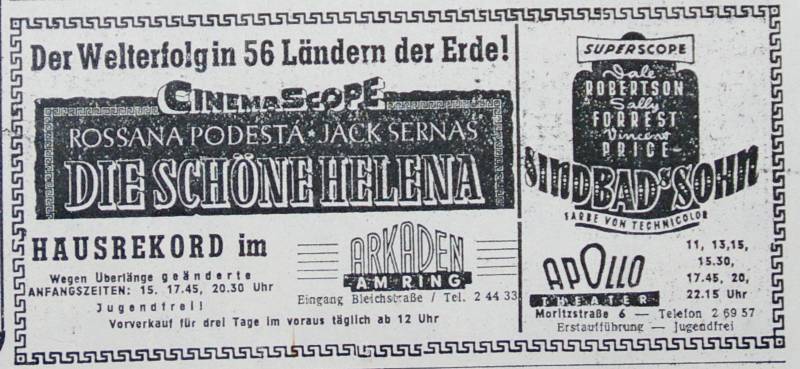 Der Welterfolg in 56 Ländern der Erde!
CINEMASCOPE
ROSSANA PODESTA · JACK SERNAS
DIE SCHÖNE HELENA
HAUSREKORD im
Wegen Überlänge geänderte
ANFANGSZEITEN: 15, 17.45, 20.30 Uhr
Jugendfrei!
ARKADEN
AM RING
Eingang Bleichstraße / Tel. 2 44 33
Vorverkauf für drei Tage im voraus täglich ab 12 Uhr
SUPERSCOPE
Dale
ROBERTSON
Sally
FORREST
Vincent
PRICE
SINDBAD'S SOHN
FARBE VON TECHNICOLOR
APOLLO
THEATER
11, 13,15,
15.30,
17.45, 20,
22.15 Uhr
Moritzstraße 6 — Telefon 2 69 57
Erstaufführung — Jugendfrei